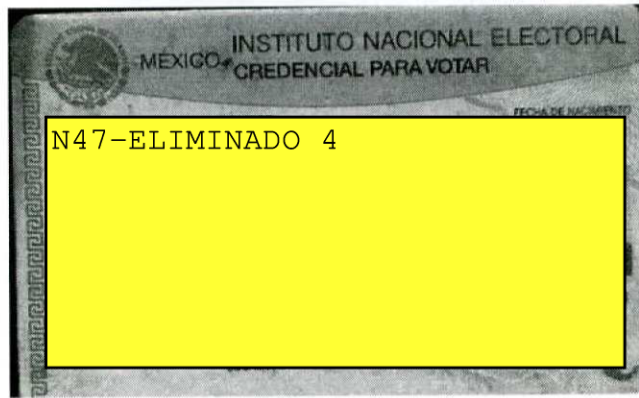 INSTITUTO NACIONAL ELECTORAL
MÉXICO CREDENCIAL PARA VOTAR
FECHA DE NACIMIENTO
N47-ELIMINADO 4